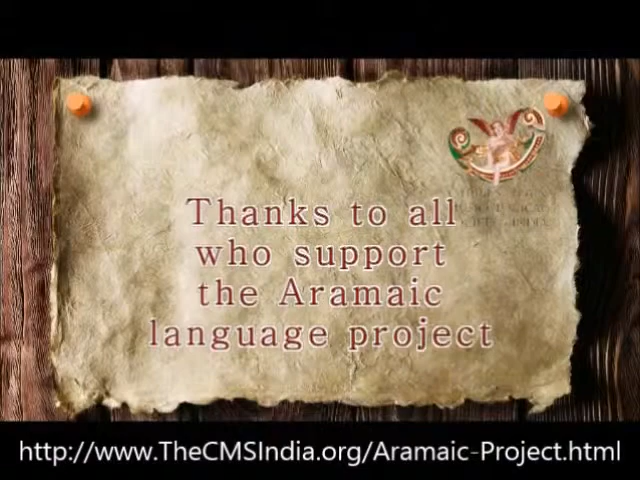 Thanks to all
who support
the Aramaic
language project
http://www.TheCMSIndia.org/Aramaic-Project.html